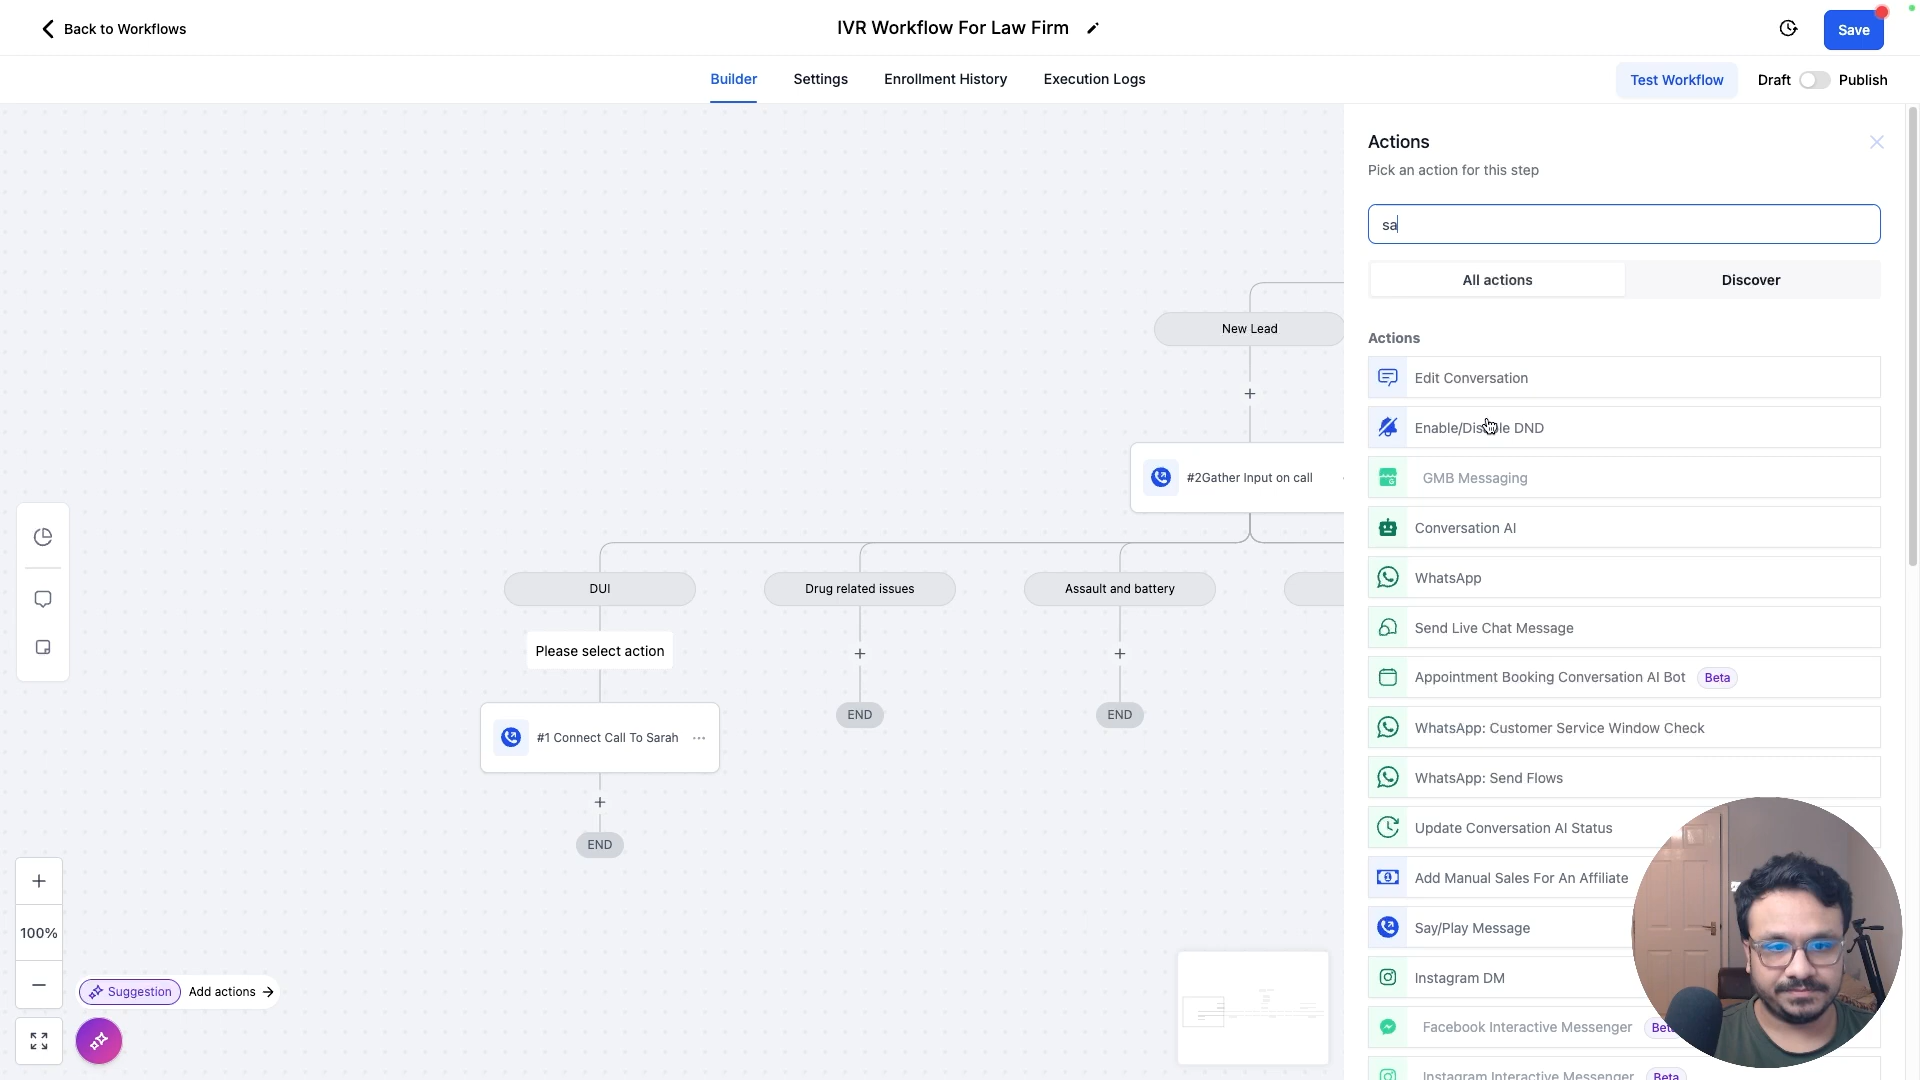 Back to Workflows
IVR Workflow For Law Firm
Save
Builder
Settings
Enrollment History
Execution Logs
Test Workflow
Draft
Publish
Actions
Pick an action for this step
sa
All actions
Discover
Actions
Edit Conversation
Enable/Disable DND
GMB Messaging
Conversation AI
WhatsApp
Send Live Chat Message
Appointment Booking Conversation AI Bot Beta
WhatsApp: Customer Service Window Check
WhatsApp: Send Flows
Update Conversation AI Status
Add Manual Sales For An Affiliate
Say/Play Message
Instagram DM
Facebook Interactive Messenger
Instagram Interactive Messenger Beta
New Lead
#2Gather Input on call
DUI
Drug related issues
Assault and battery
Please select action
#1 Connect Call To Sarah
END
END
END
100%
Suggestion
Add actions